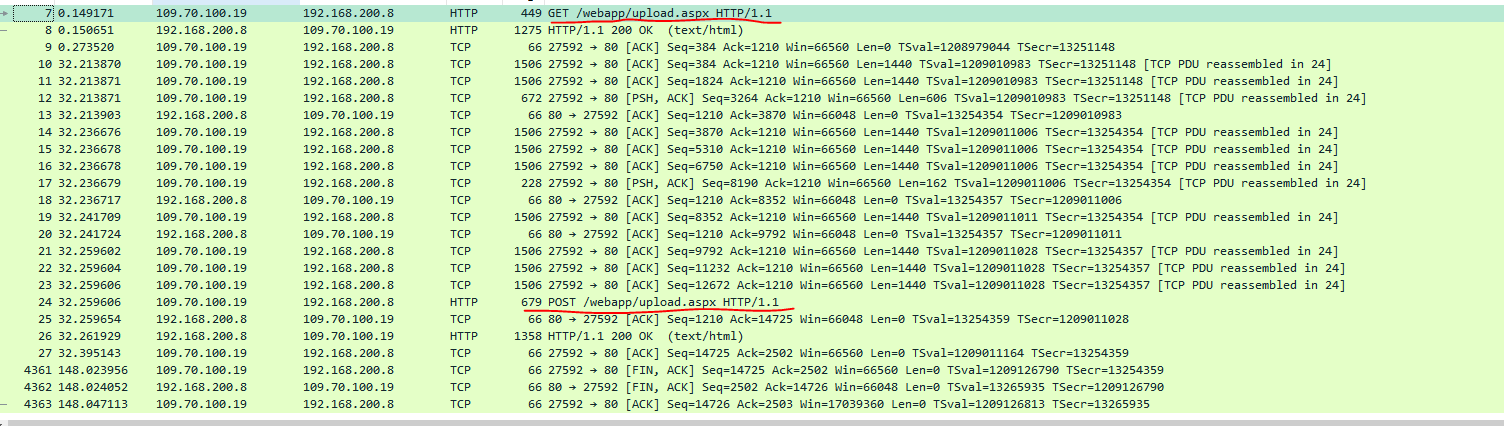 7 0.149171 109.70.100.19 192.168.200.8 HTTP 449 GET /webapp/upload.aspx HTTP/1.1
8 0.150651 192.168.200.8 109.70.100.19 HTTP 1275 HTTP/1.1 200 OK (text/html)
9 0.273520 109.70.100.19 192.168.200.8 TCP 66 27592 → 80 [ACK] Seq=384 Ack=1210 Win=66560 Len=0 TSval=1208979044 TSecr=13251148
10 32.213870 109.70.100.19 192.168.200.8 TCP 1506 27592 → 80 [ACK] Seq=384 Ack=1210 Win=66560 Len=1440 TSval=1209010983 TSecr=13251148 [TCP PDU reassembled in 24]
11 32.213871 109.70.100.19 192.168.200.8 TCP 1506 27592 → 80 [ACK] Seq=1824 Ack=1210 Win=66560 Len=1440 TSval=1209010983 TSecr=13251148 [TCP PDU reassembled in 24]
12 32.213871 109.70.100.19 192.168.200.8 TCP 672 27592 → 80 [PSH, ACK] Seq=3264 Ack=1210 Win=66560 Len=606 TSval=1209010983 TSecr=13251148 [TCP PDU reassembled in 24]
13 32.213903 192.168.200.8 109.70.100.19 TCP 66 80 → 27592 [ACK] Seq=1210 Ack=3870 Win=66048 Len=0 TSval=13254354 TSecr=1209010983
14 32.236676 109.70.100.19 192.168.200.8 TCP 1506 27592 → 80 [ACK] Seq=3870 Ack=1210 Win=66560 Len=1440 TSval=1209011006 TSecr=13254354 [TCP PDU reassembled in 24]
15 32.236678 109.70.100.19 192.168.200.8 TCP 1506 27592 → 80 [ACK] Seq=5310 Ack=1210 Win=66560 Len=1440 TSval=1209011006 TSecr=13254354 [TCP PDU reassembled in 24]
16 32.236678 109.70.100.19 192.168.200.8 TCP 1506 27592 → 80 [ACK] Seq=6750 Ack=1210 Win=66560 Len=1440 TSval=1209011006 TSecr=13254354 [TCP PDU reassembled in 24]
17 32.236679 109.70.100.19 192.168.200.8 TCP 228 27592 → 80 [PSH, ACK] Seq=8190 Ack=1210 Win=66560 Len=162 TSval=1209011006 TSecr=13254354 [TCP PDU reassembled in 24]
18 32.236717 192.168.200.8 109.70.100.19 TCP 66 80 → 27592 [ACK] Seq=1210 Ack=8352 Win=66048 Len=0 TSval=13254357 TSecr=1209011006
19 32.241709 109.70.100.19 192.168.200.8 TCP 1506 27592 → 80 [ACK] Seq=8352 Ack=1210 Win=66560 Len=1440 TSval=1209011011 TSecr=13254354 [TCP PDU reassembled in 24]
20 32.241724 192.168.200.8 109.70.100.19 TCP 66 80 → 27592 [ACK] Seq=1210 Ack=9792 Win=66048 Len=0 TSval=13254357 TSecr=1209011011
21 32.259602 109.70.100.19 192.168.200.8 TCP 1506 27592 → 80 [ACK] Seq=9792 Ack=1210 Win=66560 Len=1440 TSval=1209011028 TSecr=13254357 [TCP PDU reassembled in 24]
22 32.259604 109.70.100.19 192.168.200.8 TCP 1506 27592 → 80 [ACK] Seq=11232 Ack=1210 Win=66560 Len=1440 TSval=1209011028 TSecr=13254357 [TCP PDU reassembled in 24]
23 32.259606 109.70.100.19 192.168.200.8 TCP 1506 27592 → 80 [ACK] Seq=12672 Ack=1210 Win=66560 Len=1440 TSval=1209011028 TSecr=13254357 [TCP PDU reassembled in 24]
24 32.259606 109.70.100.19 192.168.200.8 HTTP 679 POST /webapp/upload.aspx HTTP/1.1
25 32.259654 192.168.200.8 109.70.100.19 TCP 66 80 → 27592 [ACK] Seq=1210 Ack=14725 Win=66048 Len=0 TSval=13254359 TSecr=1209011028
26 32.261929 192.168.200.8 109.70.100.19 HTTP 1358 HTTP/1.1 200 OK (text/html)
27 32.395143 109.70.100.19 192.168.200.8 TCP 66 27592 → 80 [ACK] Seq=14725 Ack=2502 Win=66560 Len=0 TSval=1209011164 TSecr=13254359
4361 148.023956 109.70.100.19 192.168.200.8 TCP 66 27592 → 80 [FIN, ACK] Seq=14725 Ack=2502 Win=66560 Len=0 TSval=1209126790 TSecr=13254359
4362 148.024052 192.168.200.8 109.70.100.19 TCP 66 80 → 27592 [FIN, ACK] Seq=2502 Ack=14726 Win=66048 Len=0 TSval=13265935 TSecr=1209126790
4363 148.047113 109.70.100.19 192.168.200.8 TCP 66 27592 → 80 [ACK] Seq=14726 Ack=2503 Win=17039360 Len=0 TSval=1209126813 TSecr=13265935